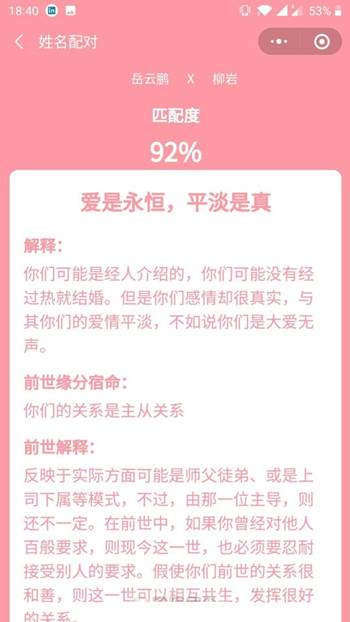 18:40
53%
姓名配对
岳云鹏 X 柳岩
匹配度
92%
爱是永恒，平淡是真
解释：
你们可能是经人介绍的，你们可能没有经
过热就结婚。但是你们感情却很真实，与
其你们的爱情平淡，不如说你们是大爱无
声。
前世缘分宿命：
你们的关系是主从关系
前世解释：
反映于实际方面可能是师父徒弟、或是上
司下属等模式，不过，由那一位主导，则
还不一定。在前世中，如果你曾经对他人
百般要求，则现今这一世，也必须要忍耐
接受别人的要求。假使你们前世的关系很
和善，则这一世可以相互共生，发挥很好
的关系。